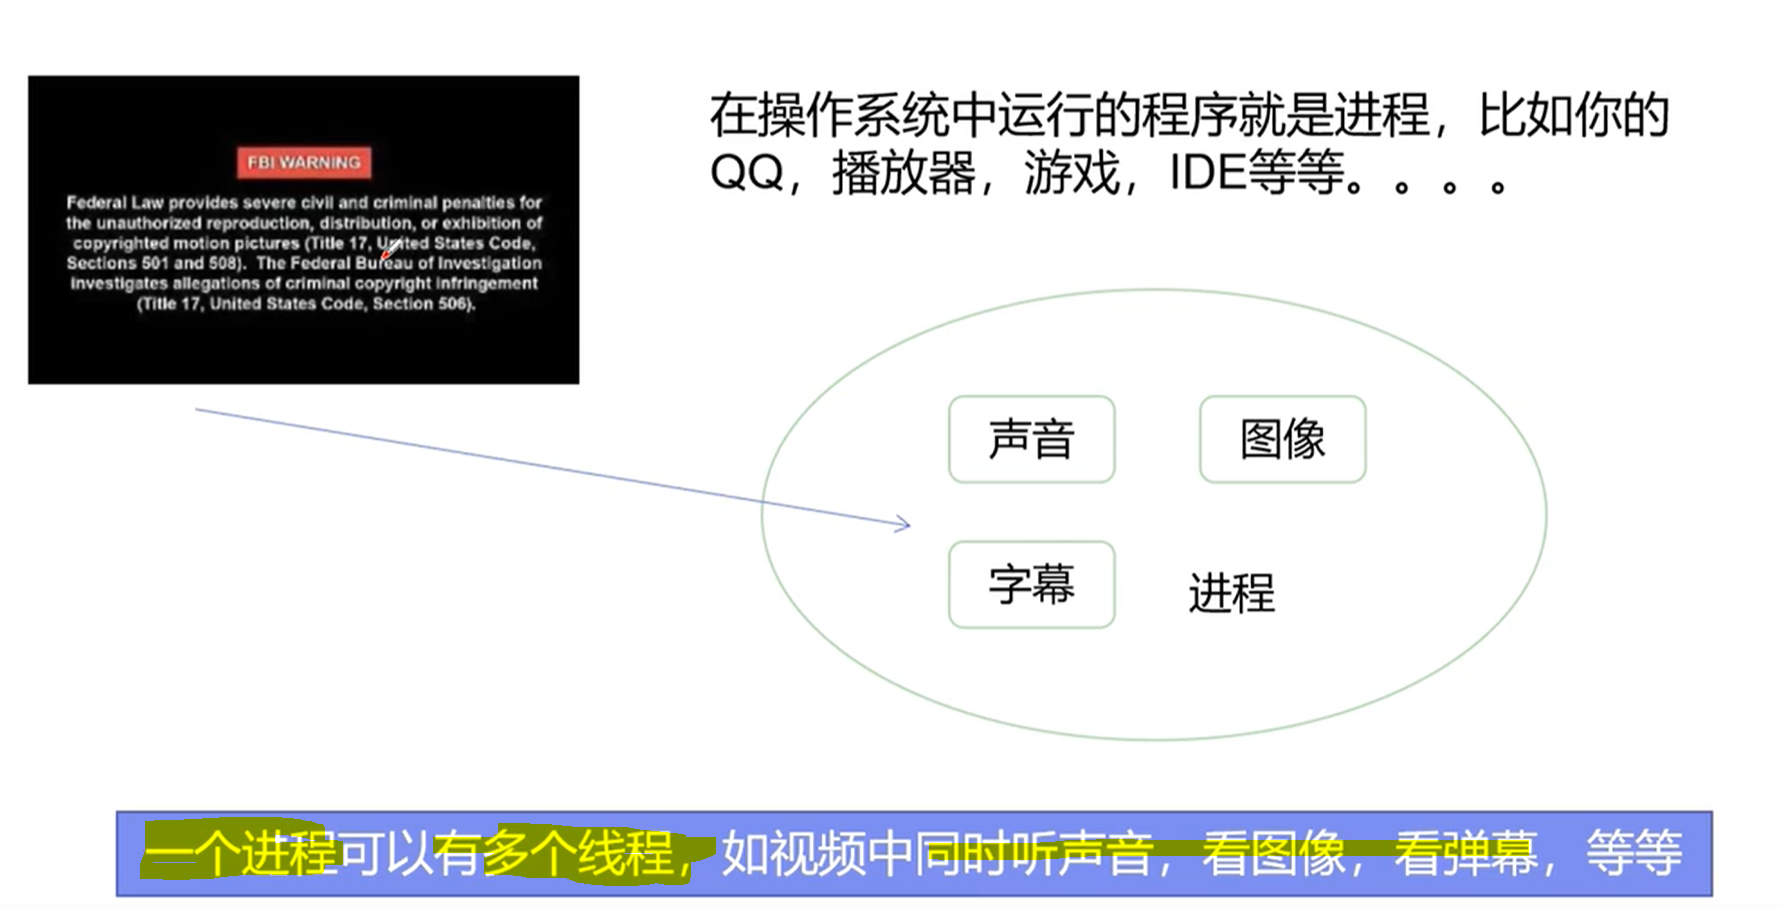 FBI WARNING
Federal Law provides severe civil and criminal penalties for
the unauthorized reproduction, distribution, or exhibition of
copyrighted motion pictures (Title 17, United States Code,
Sections 501 and 508). The Federal Bureau of Investigation
investigates allegations of criminal copyright infringement
(Title 17, United States Code, Section 506).
在操作系统中运行的程序就是进程，比如你的
QQ，播放器，游戏，IDE等等。。。。
声音
图像
字幕
进程
一个进程可以有多个线程，如视频中同时听声音，看图像，看弹幕，等等